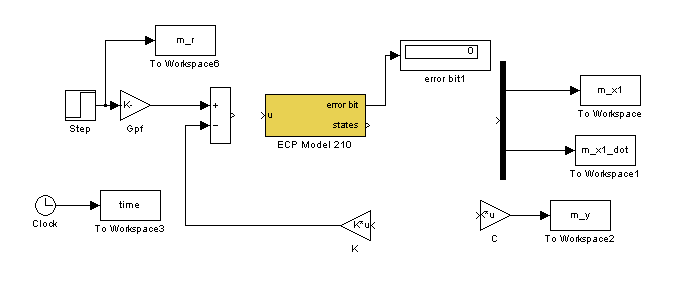 m_r
To Workspace6
0
error bit1
Step
K-
Gpf
+
−
u
error bit
states
ECP Model 210
m_x1
To Workspace
m_x1_dot
To Workspace1
Clock
time
To Workspace3
K*u
K
K*u
C
m_y
To Workspace2